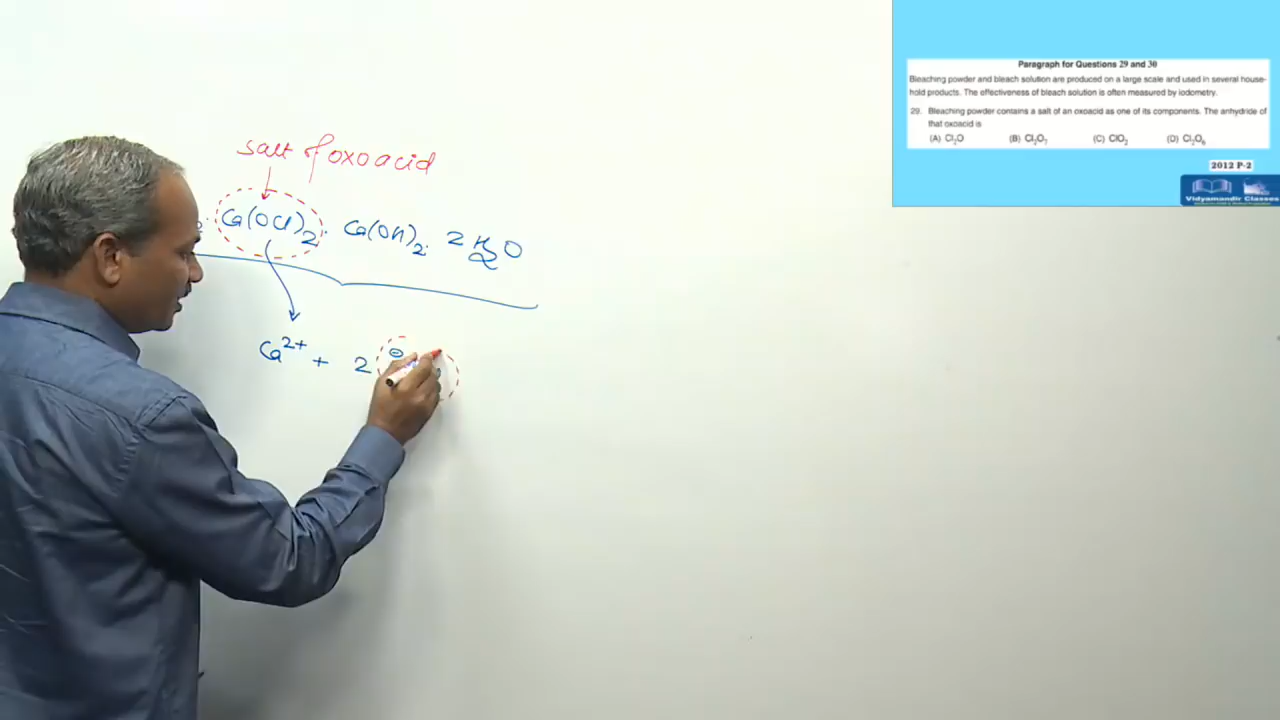 Paragraph for Questions 29 and 30
Bleaching powder and bleach solution are produced on a large scale and used in several house-
hold products. The effectiveness of bleach solution is often measured by iodometry.
29. Bleaching powder contains a salt of an oxoacid as one of its components. The anhydride of
that oxoacid is
(A) Cl₂O (B) Cl₂O₇ (C) ClO₂ (D) Cl₂O₆
2012 P-2
Vidyamandir Classes
salt of oxoacid
Ca(OCl)₂. Ca(OH)₂. 2H₂O
Ca²⁺ + 2